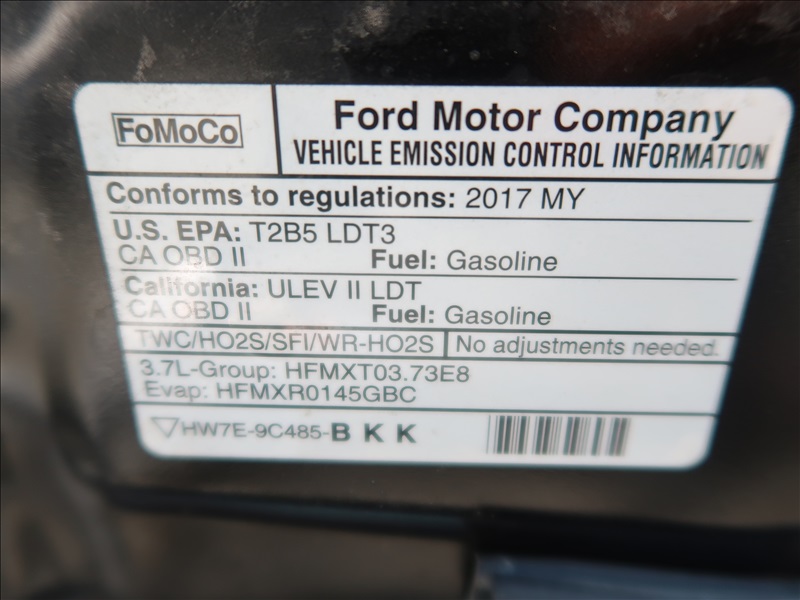 FoMoCo
Ford Motor Company
VEHICLE EMISSION CONTROL INFORMATION
Conforms to regulations: 2017 MY
U.S. EPA: T2B5 LDT3
CA OBD II Fuel: Gasoline
California: ULEV II LDT
CA OBD II Fuel: Gasoline
TWC/HO2S/SFI/WR-HO2S No adjustments needed.
3.7L-Group: HFMXT03.73E8
Evap: HFMXR0145GBC
HW7E-9C485-BKK